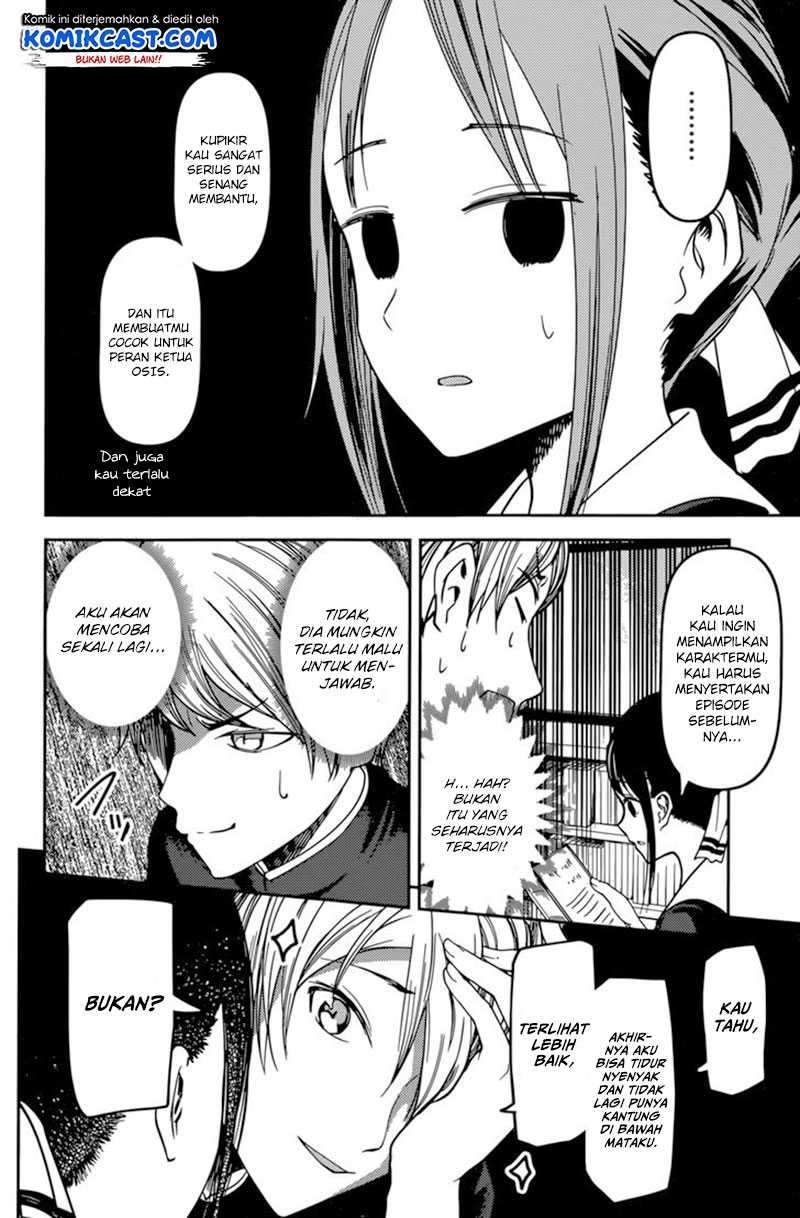 Komik ini diterjemahkan & diedit oleh
KOMIKCAST.COM
BUKAN WEB LAIN!!
.........
KUPIKIR
KAU SANGAT
SERIUS DAN
SENANG
MEMBANTU,
DAN ITU
MEMBUATMU
COCOK UNTUK
PERAN KETUA
OSIS.
Dan juga
kau terlalu
dekat
KALAU
KAU INGIN
MENAMPILKAN
KARAKTERMU,
KAU HARUS
MENYERTAKAN
EPISODE
SEBELUM-
NYA...
H... HAH?
BUKAN
ITU YANG
SEHARUSNYA
TERJADI!
TIDAK,
DIA MUNGKIN
TERLALU MALU
UNTUK MEN-
JAWAB.
AKU AKAN
MENCOBA
SEKALI LAGI...
KAU
TAHU,
AKHIR-
NYA AKU
BISA TIDUR
NYENYAK
DAN TIDAK
LAGI PUNYA
KANTUNG
DI BAWAH
MATAKU.
TERLIHAT
LEBIH
BAIK,
BUKAN?